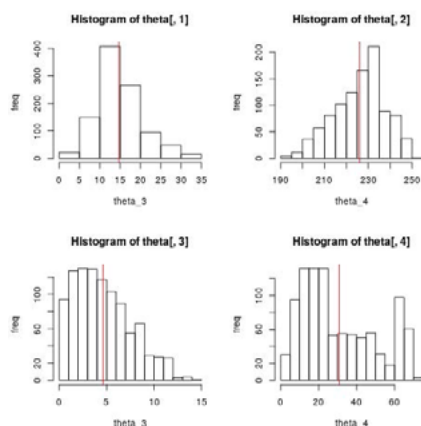 Histogram of theta[, 1]
freq
0 100 200 300 400
0 5 10 15 20 25 30 35
theta_3
Histogram of theta[, 2]
freq
0 50 100 150 200
190 210 230 250
theta_4
Histogram of theta[, 3]
freq
0 20 60 100
0 5 10 15
theta_3
Histogram of theta[, 4]
freq
0 20 60 100
0 20 40 60
theta_4